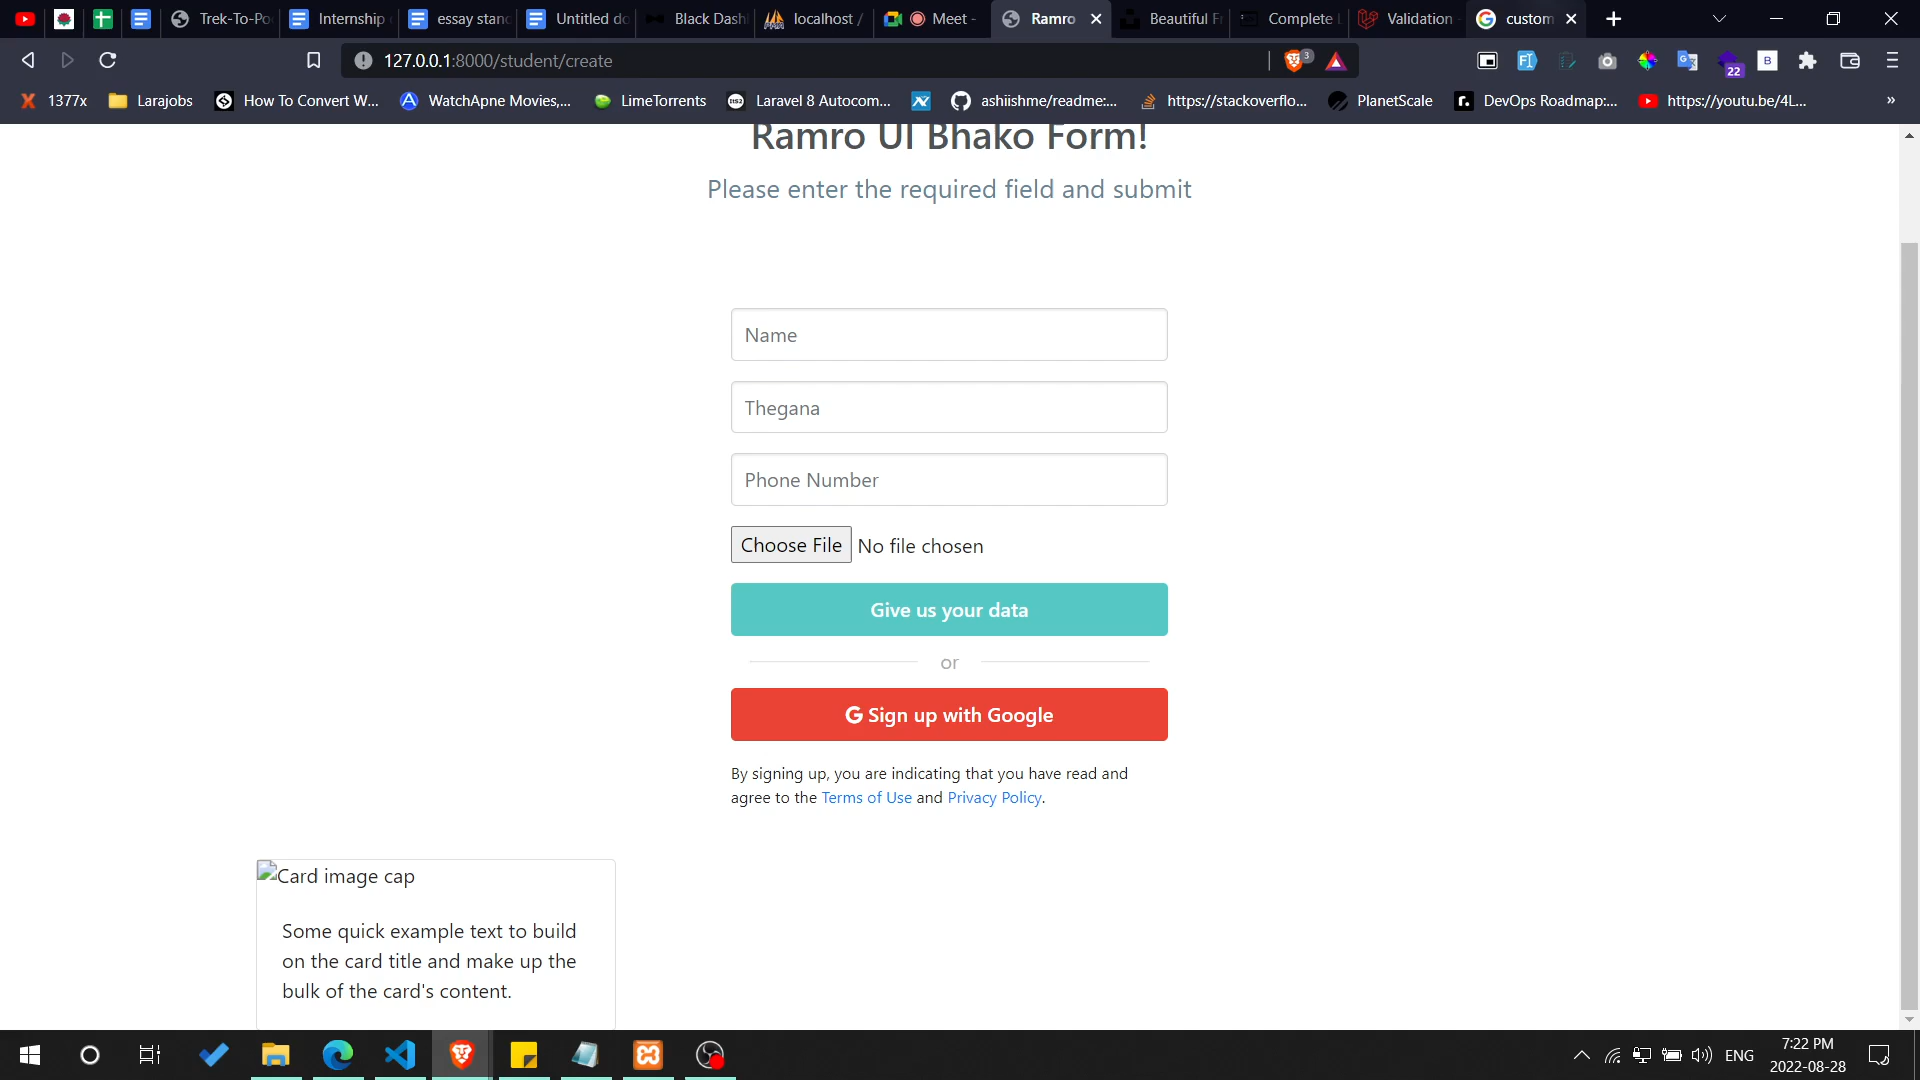 Trek-To-Po
Internship
essay stand
Untitled do
Black Dash
localhost /
Meet -
Ramro
Beautiful Fr
Complete
Validation
custom
127.0.0.1:8000/student/create
3
22
B
1377x
Larajobs
How To Convert W...
WatchApne Movies,...
LimeTorrents
Laravel 8 Autocom...
ashiishme/readme:...
https://stackoverflo...
PlanetScale
DevOps Roadmap:...
https://youtu.be/4L...
»
Ramro UI Bhako Form!
Please enter the required field and submit
Name
Thegana
Phone Number
Choose File No file chosen
Give us your data
or
G Sign up with Google
By signing up, you are indicating that you have read and
agree to the Terms of Use and Privacy Policy.
Card image cap
Some quick example text to build
on the card title and make up the
bulk of the card's content.
ENG
7:22 PM
2022-08-28